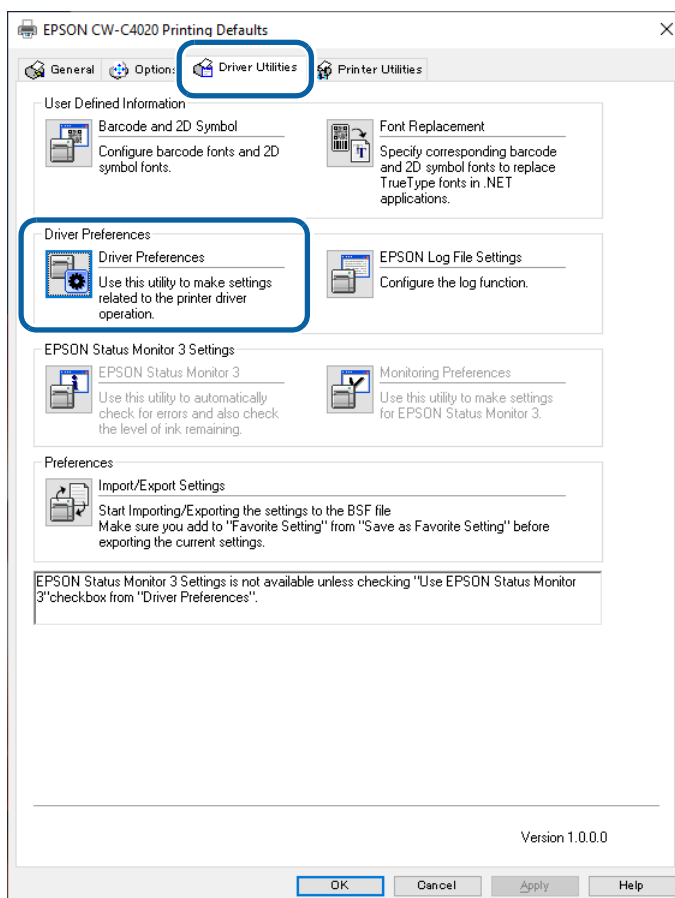 EPSON CW-C4020 Printing Defaults
General Option: Driver Utilities Printer Utilities
User Defined Information
Barcode and 2D Symbol
Configure barcode fonts and 2D
symbol fonts.
Font Replacement
Specify corresponding barcode
and 2D symbol fonts to replace
TrueType fonts in .NET
applications.
Driver Preferences
Driver Preferences
Use this utility to make settings
related to the printer driver
operation.
EPSON Log File Settings
Configure the log function.
EPSON Status Monitor 3 Settings
EPSON Status Monitor 3
Use this utility to automatically
check for errors and also check
the level of ink remaining.
Monitoring Preferences
Use this utility to make settings
for EPSON Status Monitor 3.
Preferences
Import/Export Settings
Start Importing/Exporting the settings to the BSF file
Make sure you add to "Favorite Setting" from "Save as Favorite Setting" before
exporting the current settings.
EPSON Status Monitor 3 Settings is not available unless checking "Use EPSON Status Monitor
3"checkbox from "Driver Preferences".
Version 1.0.0.0
OK Cancel Apply Help